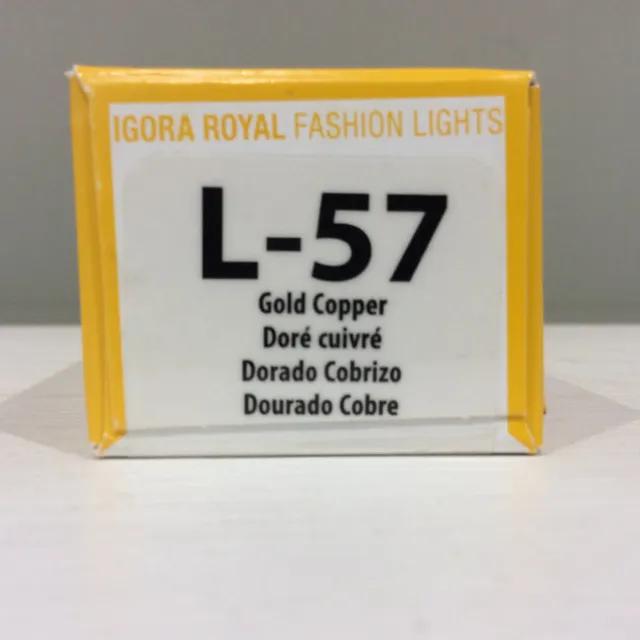 IGORA ROYAL FASHION LIGHTS
L-57
Gold Copper
Doré cuivré
Dorado Cobrizo
Dourado Cobre